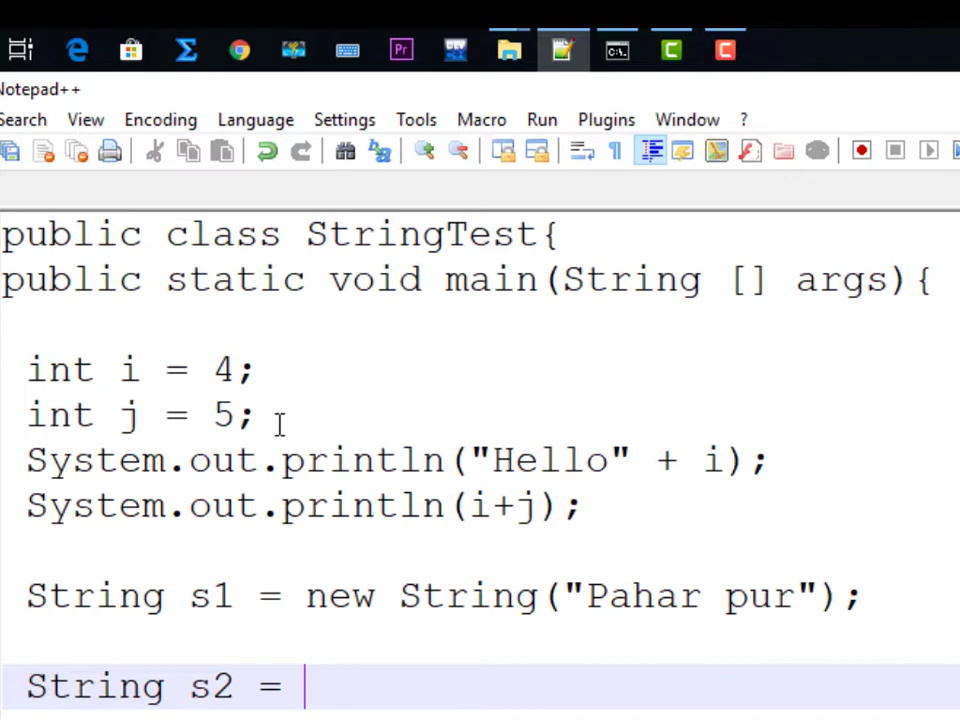 Notepad++
Search View Encoding Language Settings Tools Macro Run Plugins Window ?
public class StringTest{
public static void main(String [] args){
int i = 4;
int j = 5;
System.out.println("Hello" + i);
System.out.println(i+j);
String s1 = new String("Pahar pur");
String s2 =